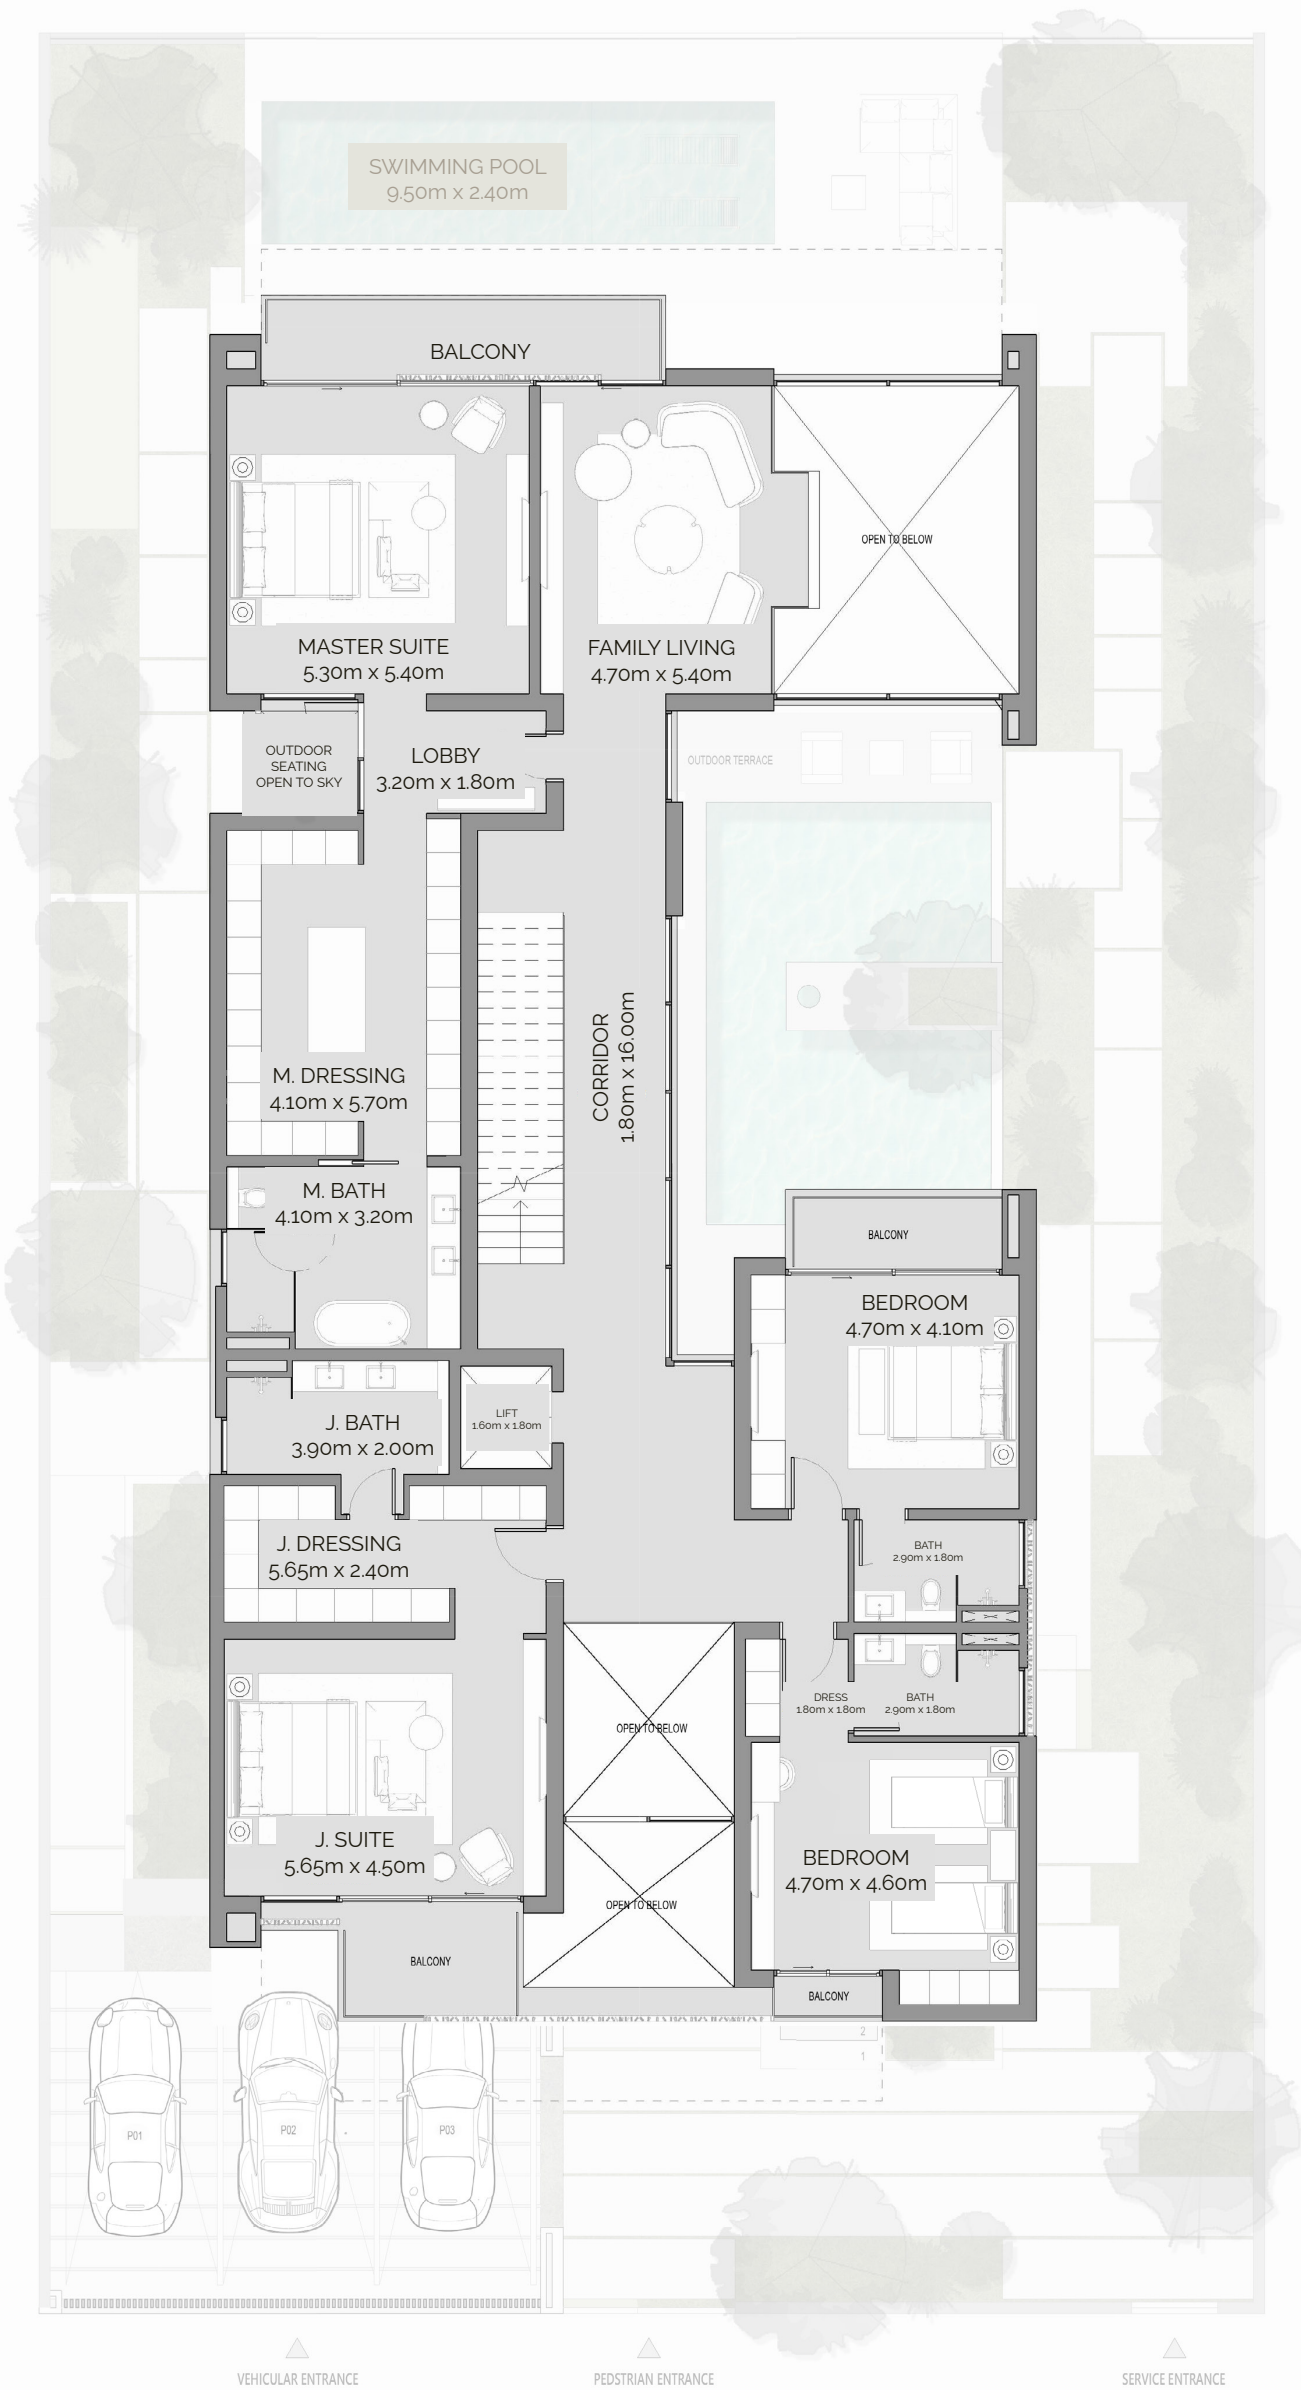 SWIMMING POOL
9.50m x 2.40m
BALCONY
OPEN TO BELOW
MASTER SUITE
5.30m x 5.40m
FAMILY LIVING
4.70m x 5.40m
OUTDOOR
SEATING
OPEN TO SKY
LOBBY
3.20m x 1.80m
OUTDOOR TERRACE
CORRIDOR
1.80m x 16.00m
M. DRESSING
4.10m x 5.70m
M. BATH
4.10m x 3.20m
BALCONY
BEDROOM
4.70m x 4.10m
LIFT
1.60m x 1.80m
J. BATH
3.90m x 2.00m
J. DRESSING
5.65m x 2.40m
BATH
2.90m x 1.80m
DRESS
1.80m x 1.80m
BATH
2.90m x 1.80m
OPEN TO BELOW
J. SUITE
5.65m x 4.50m
BEDROOM
4.70m x 4.60m
OPEN TO BELOW
BALCONY
BALCONY
2
1
P01
P02
P03
VEHICULAR ENTRANCE
PEDSTRIAN ENTRANCE
SERVICE ENTRANCE